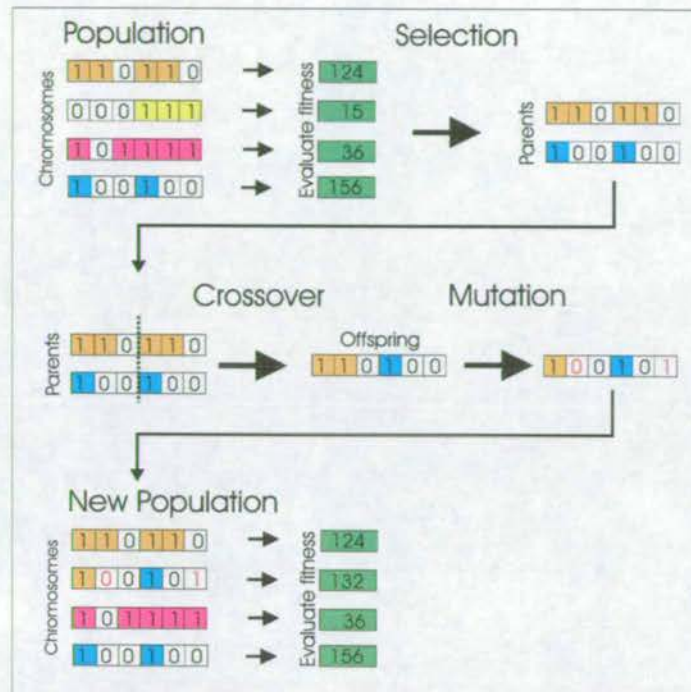 Population
Selection
Chromosomes
1 1 0 1 1 0
0 0 0 1 1 1
1 0 1 1 1 1
1 0 0 1 0 0
Evaluate fitness
124
15
36
156
Parents
1 1 0 1 1 0
1 0 0 1 0 0
Crossover
Mutation
Parents
1 1 0 1 1 0
1 0 0 1 0 0
Offspring
1 1 0 1 0 0
1 0 0 1 0 1
New Population
Chromosomes
1 1 0 1 1 0
1 0 0 1 0 1
1 0 1 1 1 1
1 0 0 1 0 0
Evaluate fitness
124
132
36
156